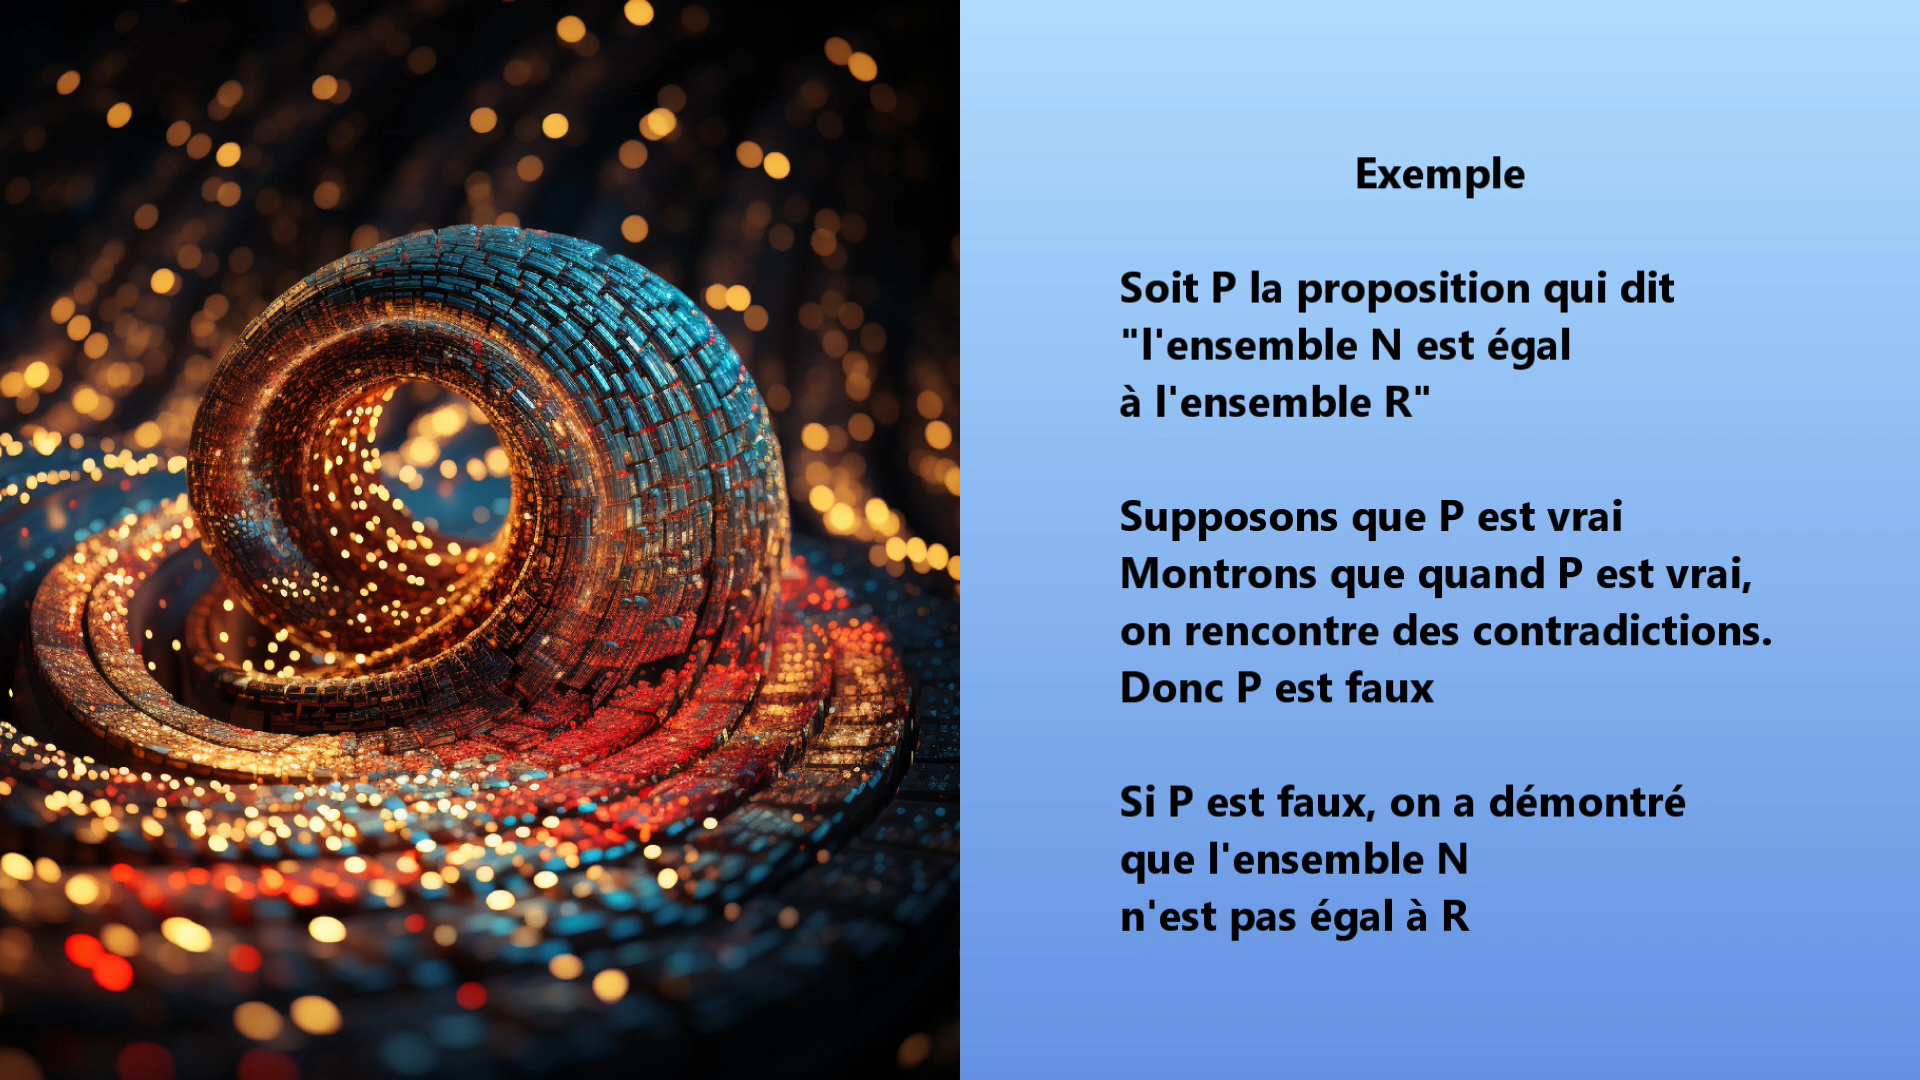 Exemple
Soit P la proposition qui dit
"l'ensemble N est égal
à l'ensemble R"
Supposons que P est vrai
Montrons que quand P est vrai,
on rencontre des contradictions.
Donc P est faux
Si P est faux, on a démontré
que l'ensemble N
n'est pas égal à R